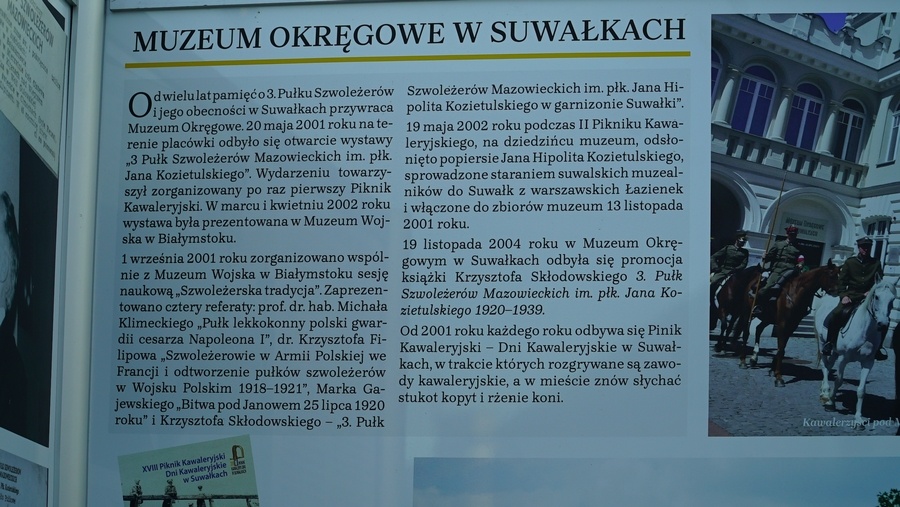 MUZEUM OKRĘGOWE W SUWAŁKACH
Od wielu lat pamięć o 3. Pułku Szwoleżerów
i jego obecności w Suwałkach przywraca
Muzeum Okręgowe. 20 maja 2001 roku na te-
renie placówki odbyło się otwarcie wystawy
„3 Pułk Szwoleżerów Mazowieckich im. płk.
Jana Kozietulskiego”. Wydarzeniu towarzy-
szył zorganizowany po raz pierwszy Piknik
Kawaleryjski. W marcu i kwietniu 2002 roku
wystawa była prezentowana w Muzeum Woj-
ska w Białymstoku.
1 września 2001 roku zorganizowano wspól-
nie z Muzeum Wojska w Białymstoku sesję
naukową „Szwoleżerska tradycja”. Zaprezen-
towano cztery referaty: prof. dr. hab. Michała
Klimeckiego „Pułk lekkokonny polski gwar-
dii cesarza Napoleona I”, dr. Krzysztofa Fi-
lipowa „Szwoleżerowie w Armii Polskiej we
Francji i odtworzenie pułków szwoleżerów
w Wojsku Polskim 1918–1921”, Marka Ga-
jewskiego „Bitwa pod Janowem 25 lipca 1920
roku” i Krzysztofa Skłodowskiego – „3. Pułk
Szwoleżerów Mazowieckich im. płk. Jana Hi-
polita Kozietulskiego w garnizonie Suwałki”.
19 maja 2002 roku podczas II Pikniku Kawa-
leryjskiego, na dziedzińcu muzeum, odsło-
nięto popiersie Jana Hipolita Kozietulskiego,
sprowadzone staraniem suwalskich muzeal-
ników do Suwałk z warszawskich Łazienek
i włączone do zbiorów muzeum 13 listopada
2001 roku.
19 listopada 2004 roku w Muzeum Okrę-
gowym w Suwałkach odbyła się promocja
książki Krzysztofa Skłodowskiego 3. Pułk
Szwoleżerów Mazowieckich im. płk. Jana Ko-
zietulskiego 1920–1939.
Od 2001 roku każdego roku odbywa się Pinik
Kawaleryjski – Dni Kawaleryjskie w Suwał-
kach, w trakcie których rozgrywane są zawo-
dy kawaleryjskie, a w mieście znów słychać
stukot kopyt i rżenie koni.
Kawalerzyści pod
XVIII Piknik Kawaleryjski
Dni Kawaleryjskie
w Suwałkach